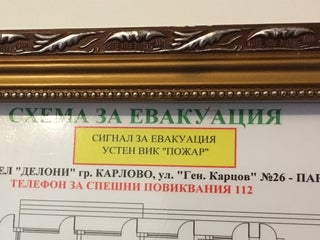 СХЕМА ЗА ЕВАКУАЦИЯ
СИГНАЛ ЗА ЕВАКУАЦИЯ
УСТЕН ВИК "ПОЖАР"
"ДЕЛОНИ" гр. КАРЛОВО, ул. "Ген. Карцов" №26 -
ТЕЛЕФОН ЗА СПЕШНИ ПОВИКВАНИЯ 112